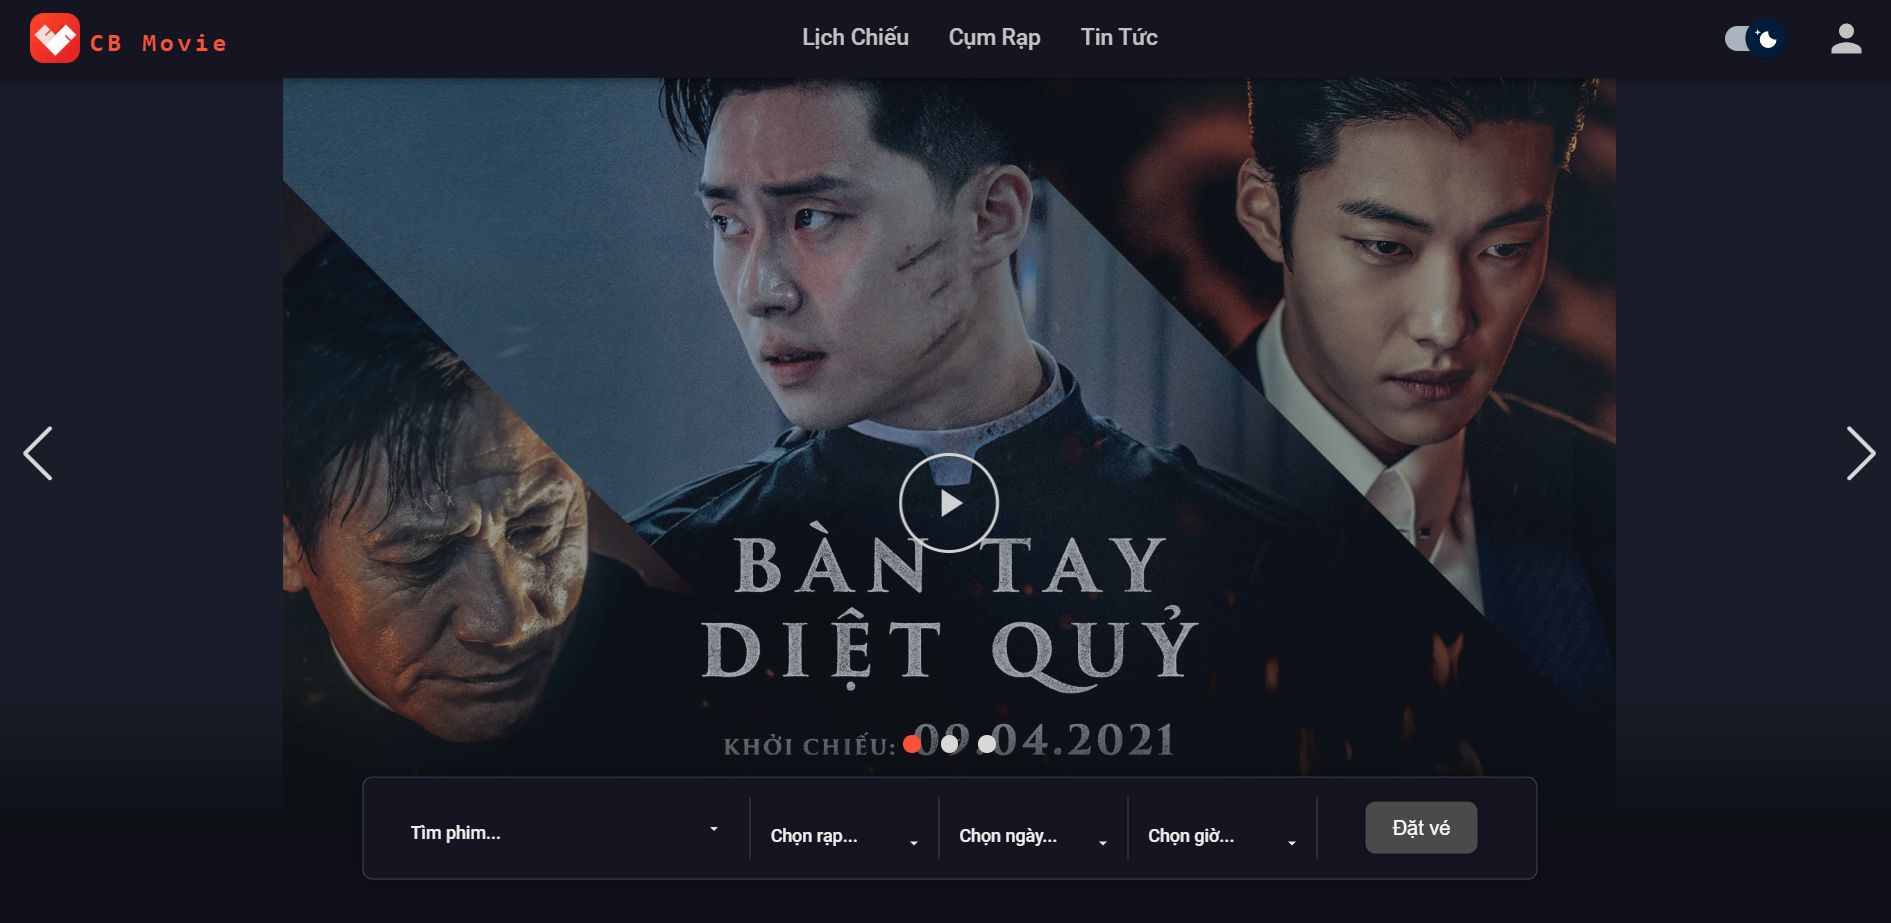 CB Movie
Lịch Chiếu
Cụm Rạp
Tin Tức
BÀN TAY
DIỆT QUỶ
KHỞI CHIẾU: 09.04.2021
Tìm phim...
Chọn rạp...
Chọn ngày...
Chọn giờ...
Đặt vé